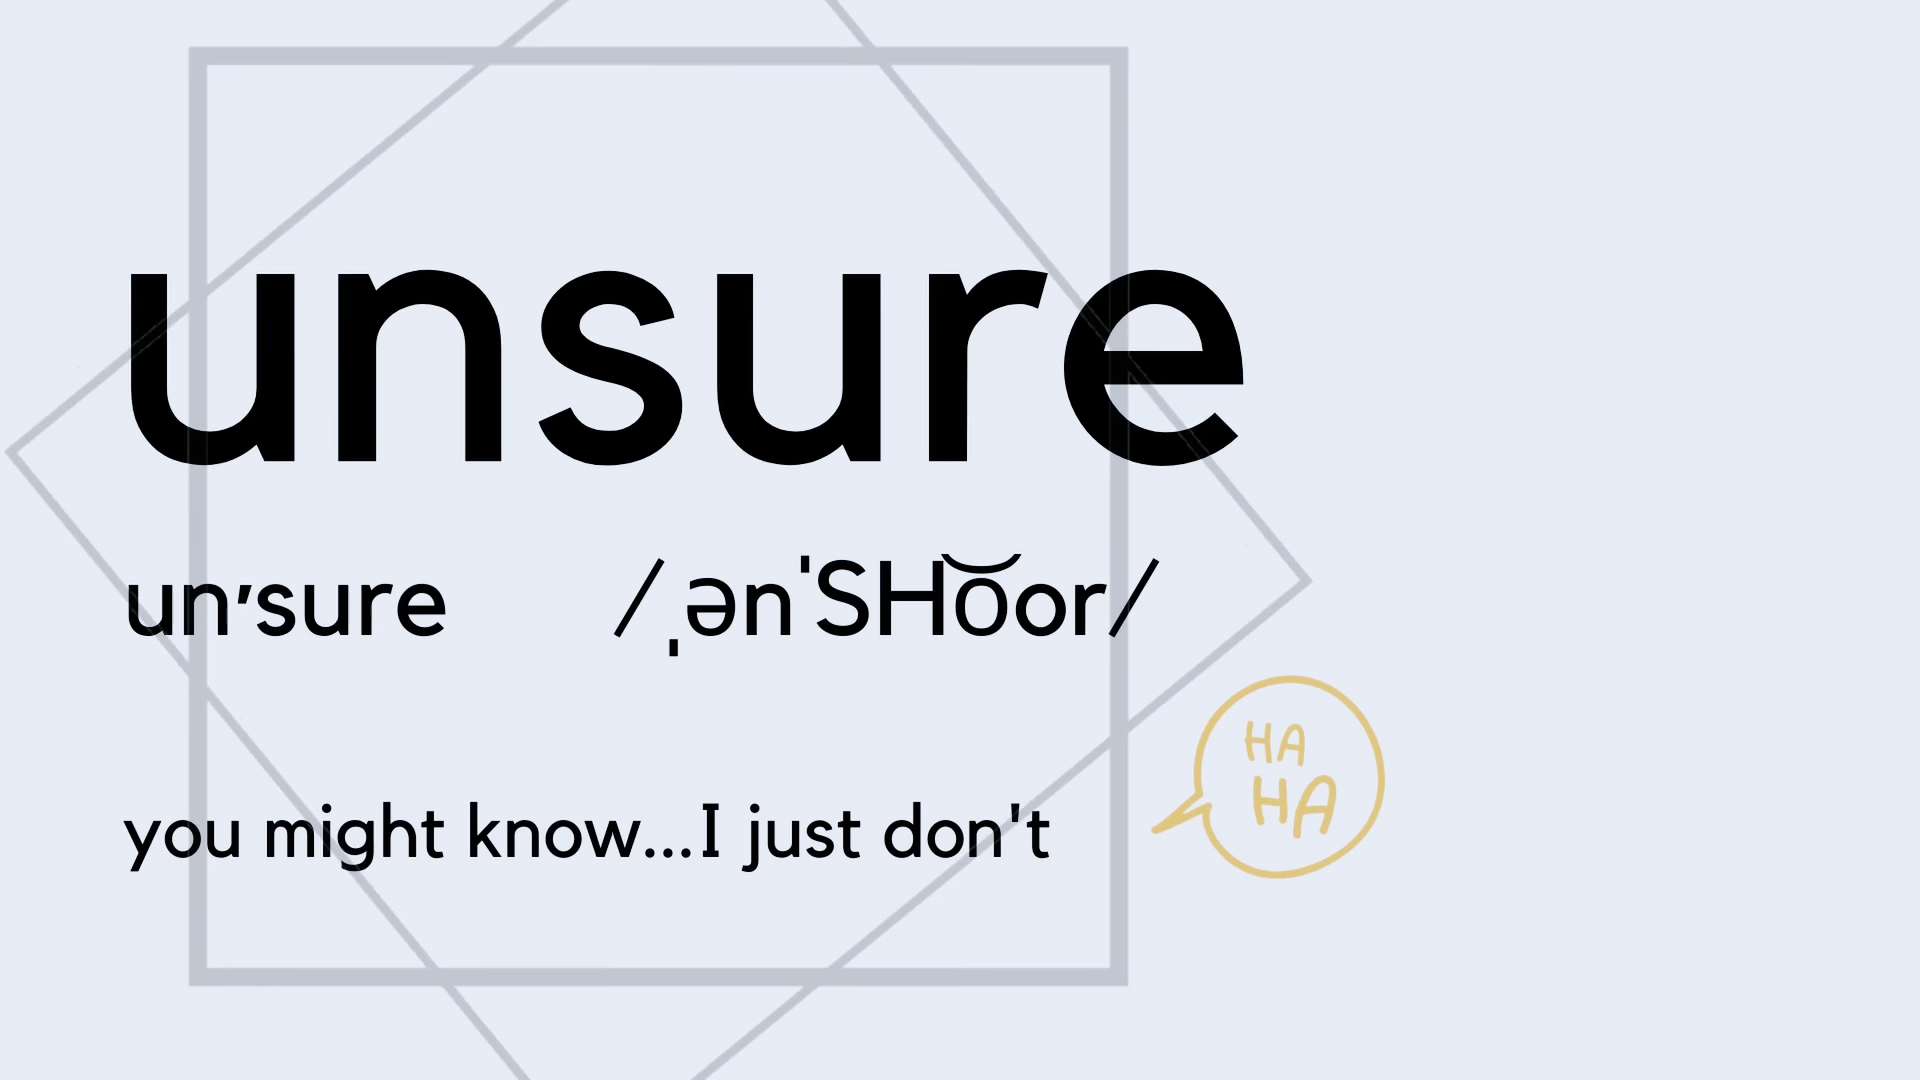 unsure
un′sure /ˌənˈSHo͝or/
you might know...I just don't
HA
HA